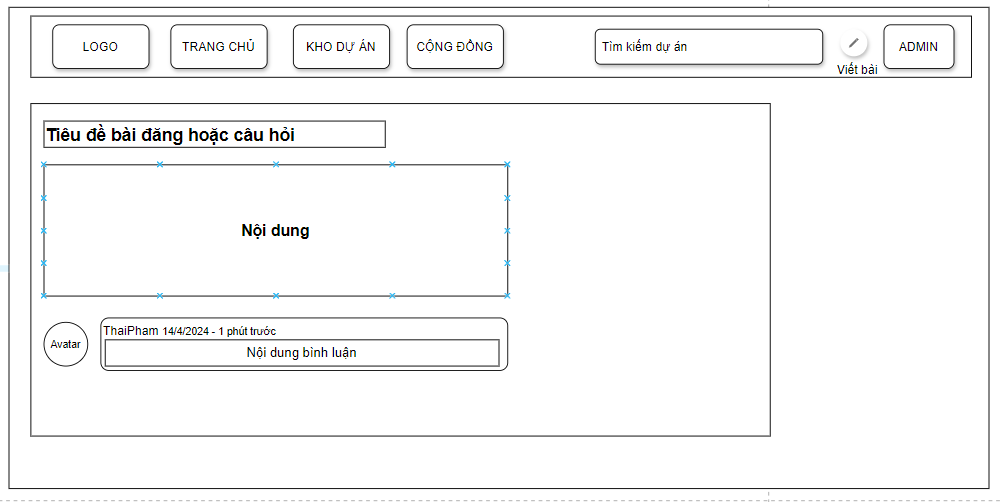 LOGO
TRANG CHỦ
KHO DỰ ÁN
CỘNG ĐỒNG
Tìm kiếm dự án
Viết bài
ADMIN
Tiêu đề bài đăng hoặc câu hỏi
Nội dung
Avatar
ThaiPham 14/4/2024 - 1 phút trước
Nội dung bình luận